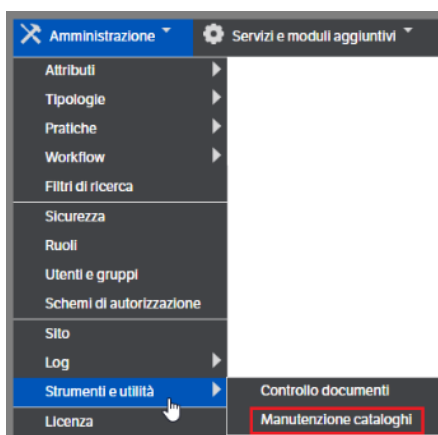 Amministrazione
Servizi e moduli aggiuntivi
Attributi
Tipologie
Pratiche
Workflow
Filtri di ricerca
Sicurezza
Ruoli
Utenti e gruppi
Schemi di autorizzazione
Sito
Log
Strumenti e utilità
Controllo documenti
Licenza
Manutenzione cataloghi